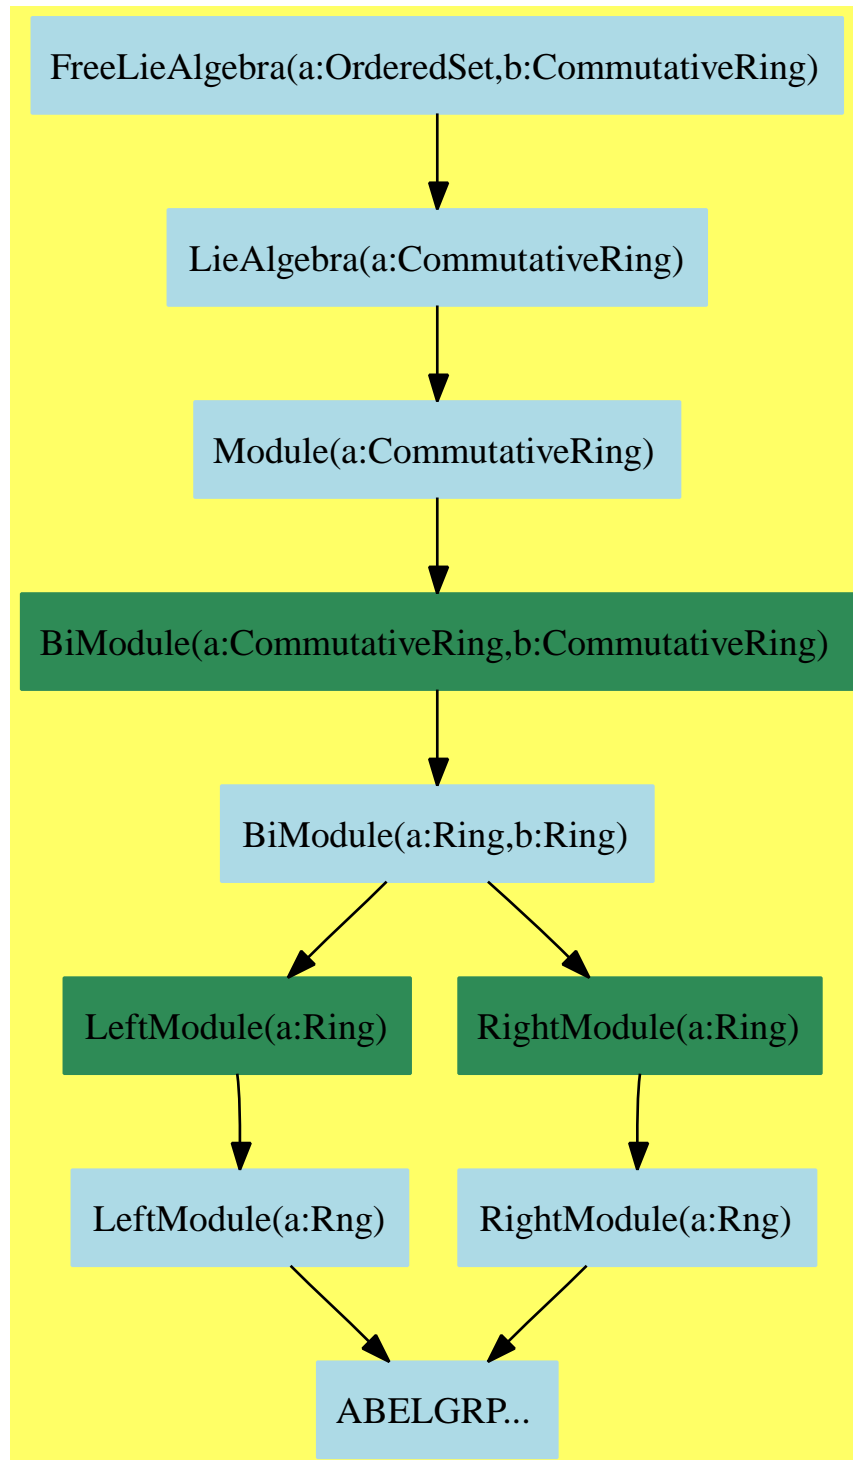 FreeLieAlgebra(a:OrderedSet,b:CommutativeRing)
LieAlgebra(a:CommutativeRing)
Module(a:CommutativeRing)
BiModule(a:CommutativeRing,b:CommutativeRing)
BiModule(a:Ring,b:Ring)
LeftModule(a:Ring)
RightModule(a:Ring)
LeftModule(a:Rng)
RightModule(a:Rng)
ABELGRP...